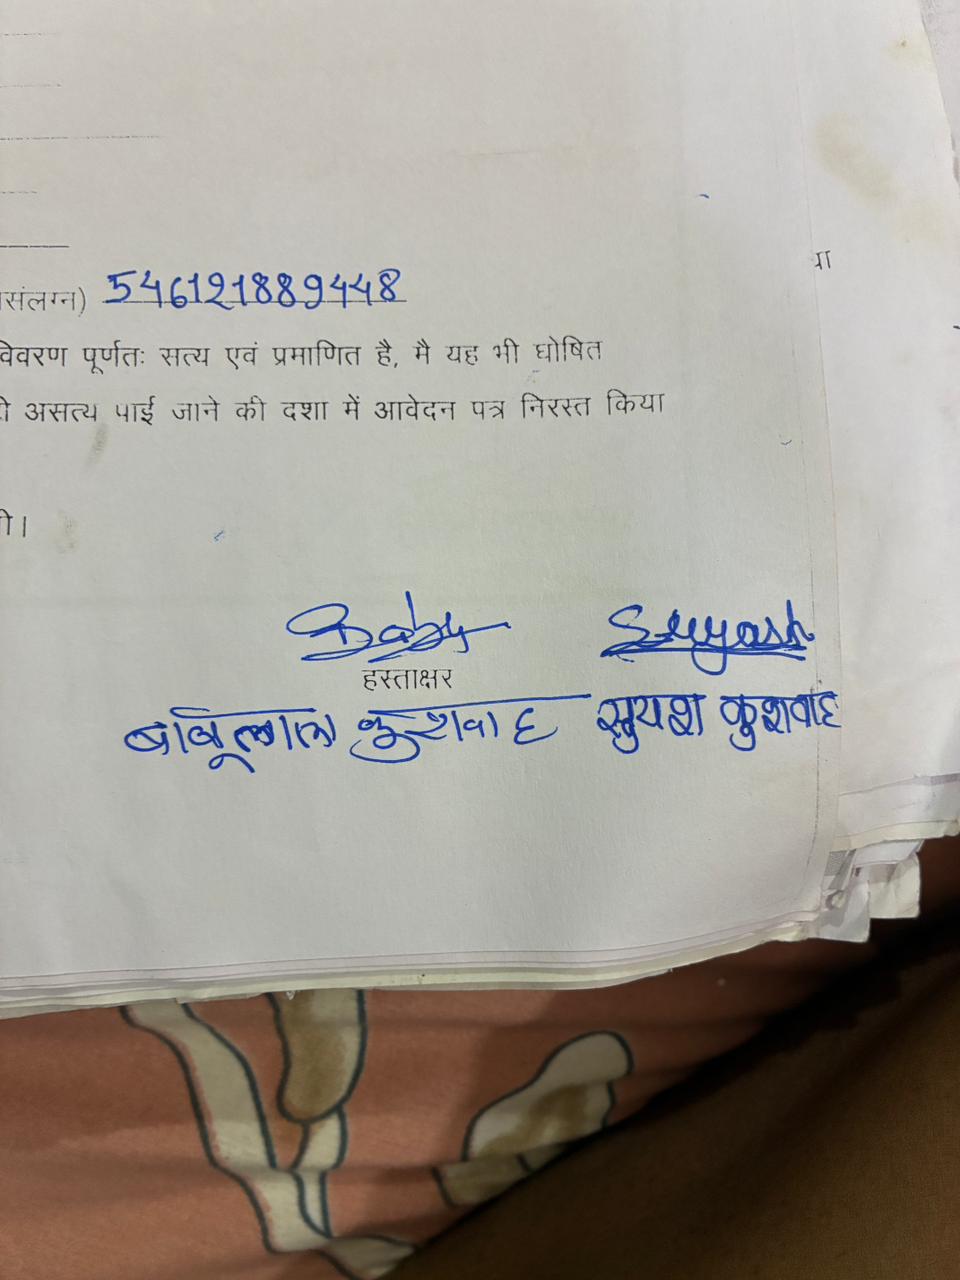 संलग्न) 546121889448
विवरण पूर्णतः सत्य एवं प्रमाणित है, मै यह भी घोषित
असत्य पाई जाने की दशा में आवेदन पत्र निरस्त किया
Babu Suyash
हस्ताक्षर
बाबूलाल कुशवाह सुयश कुशवाह